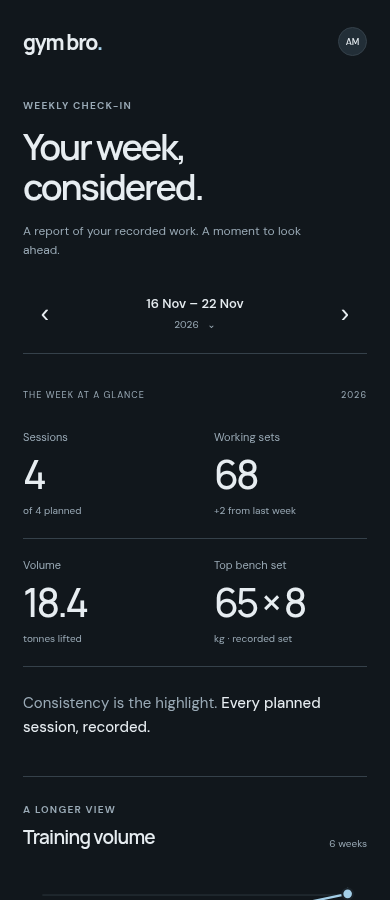 gym bro.
AM
WEEKLY CHECK-IN
Your week,
considered.
A report of your recorded work. A moment to look
ahead.
‹ 16 Nov – 22 Nov ›
2026
THE WEEK AT A GLANCE 2026
Sessions
4
of 4 planned
Working sets
68
+2 from last week
Volume
18.4
tonnes lifted
Top bench set
65×8
kg · recorded set
Consistency is the highlight. Every planned
session, recorded.
A LONGER VIEW
Training volume
6 weeks